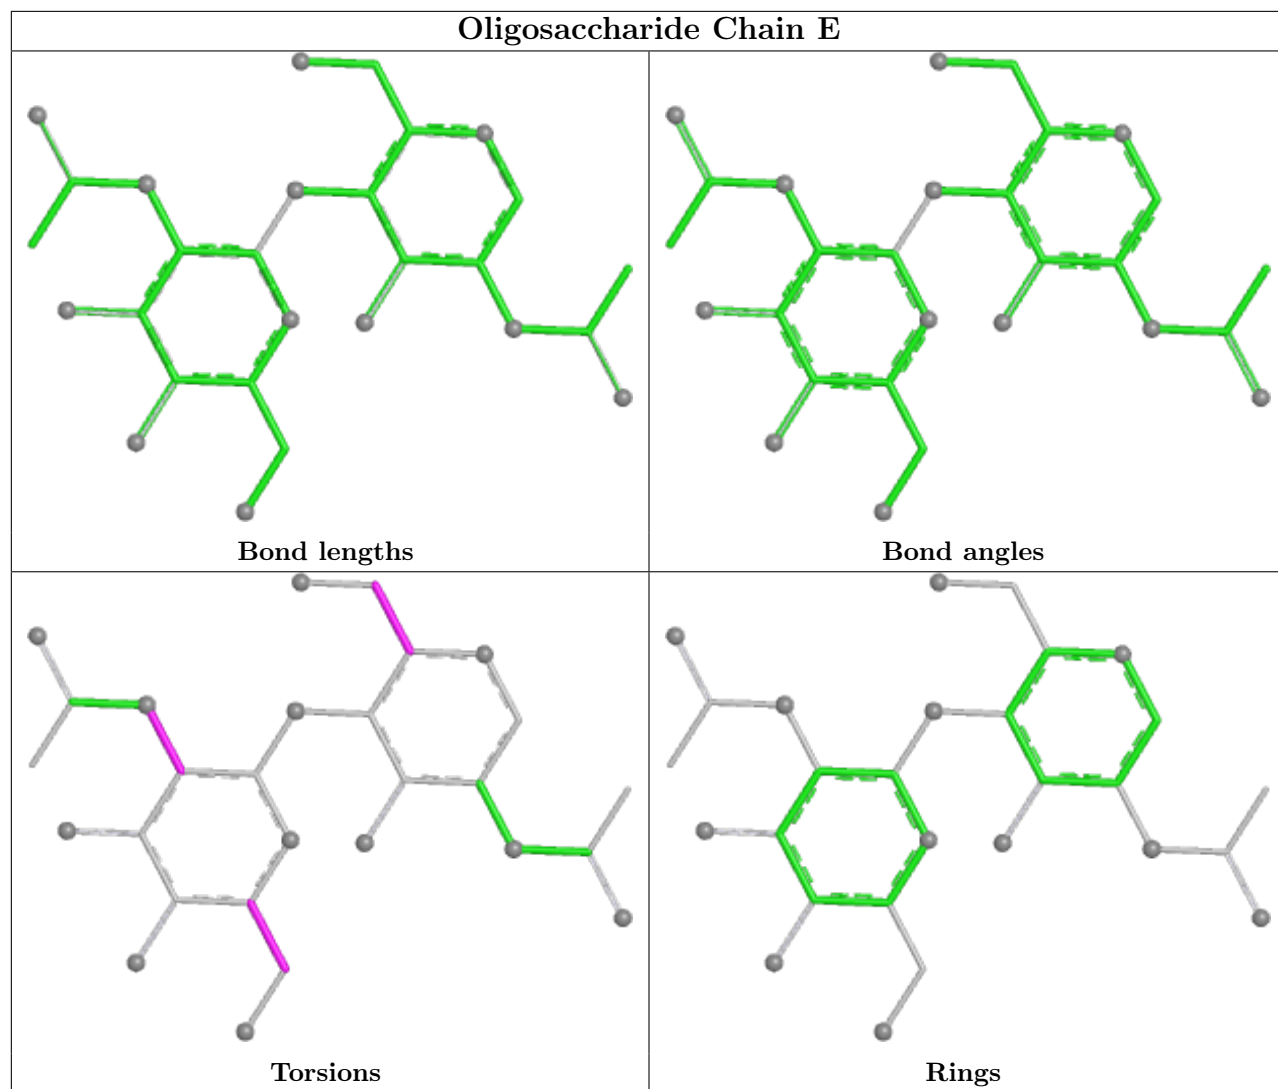 Oligosaccharide Chain E
Bond lengths
Bond angles
Torsions
Rings